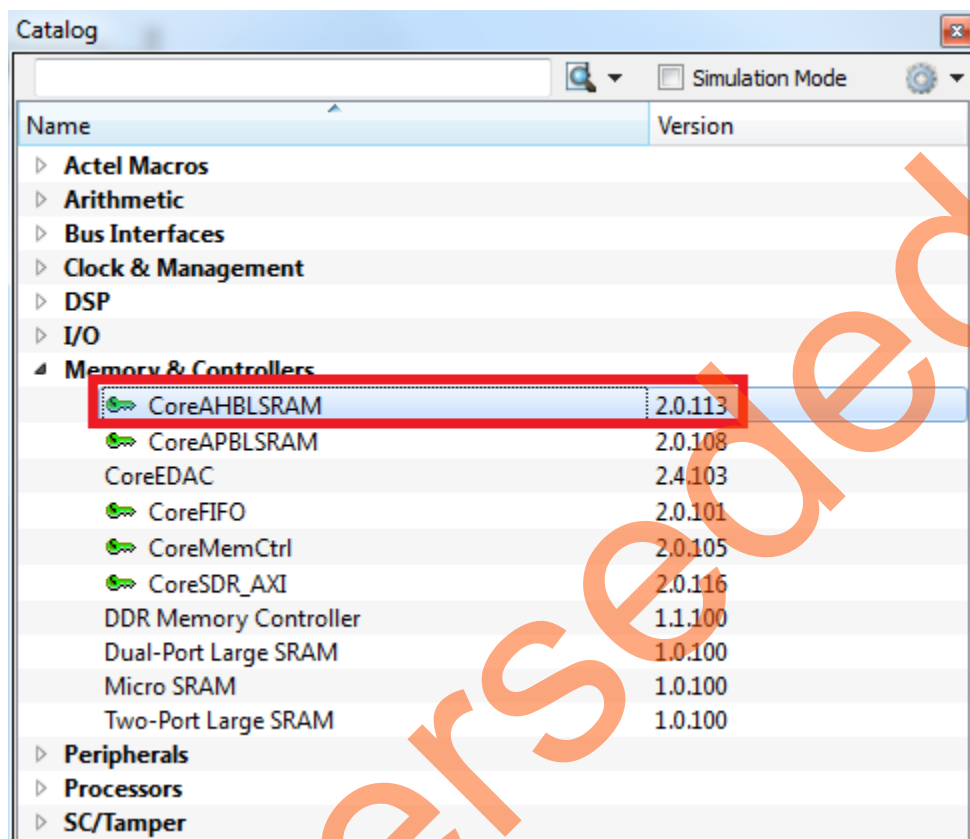 Catalog
Simulation Mode
Name Version
Actel Macros
Arithmetic
Bus Interfaces
Clock & Management
DSP
I/O
Memory & Controllers
CoreAHBLSRAM 2.0.113
CoreAPBLSRAM 2.0.108
CoreEDAC 2.4.103
CoreFIFO 2.0.101
CoreMemCtrl 2.0.105
CoreSDR_AXI 2.0.116
DDR Memory Controller 1.1.100
Dual-Port Large SRAM 1.0.100
Micro SRAM 1.0.100
Two-Port Large SRAM 1.0.100
Peripherals
Processors
SC/Tamper
erseded